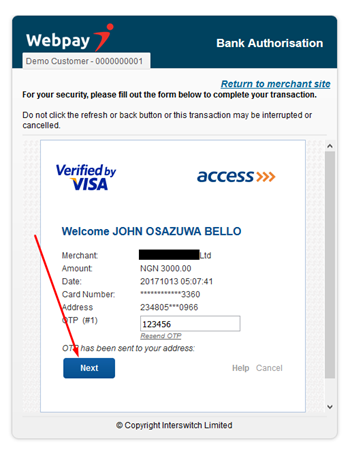 Webpay
Bank Authorisation
Demo Customer - 0000000001
Return to merchant site
For your security, please fill out the form below to complete your transaction.
Do not click the refresh or back button or this transaction may be interrupted or
cancelled.
Verified by
VISA
access>>>
Welcome JOHN OSAZUWA BELLO
Merchant: Ltd
Amount: NGN 3000.00
Date: 20171013 05:07:41
Card Number: ************3360
Address 234805***0966
OTP (#1) 123456
Resend OTP
OTP has been sent to your address:
Next
Help Cancel
© Copyright Interswitch Limited